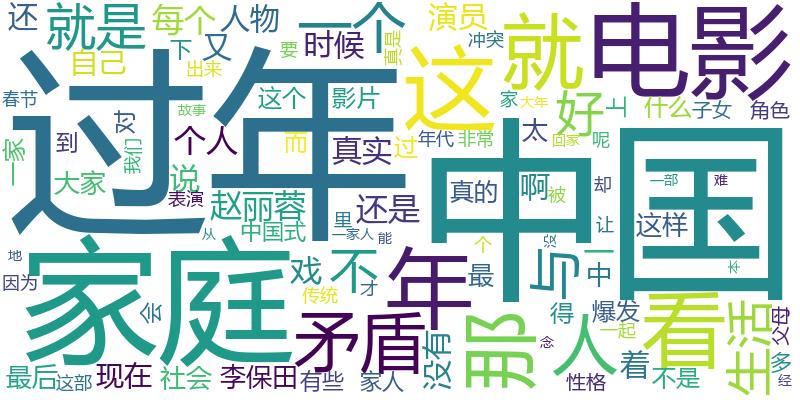 还 就是 每个 人物 一个 演员 就 电影
下 又 要 时候 真是 冲突
自己 出来
过年 这 中国
春节 故事 这个 影片 家 大年 好 上 什么 子女 角色
一家 到 对 我们 个人 而 真实 过 年代 非常 太 回家 呢
大家 说 真的 啊 被 却 一部 难
表演 赵丽蓉 里 还是 让 这样
从 中国式 一家人 能 个 没 本
地 家庭 年 与 一 中
因为 会 戏 不 最 看 生活
传统 才 得 爆发 父母
矛盾 那 人 念 一起
最后 这部 现在 社会 李保田 有些 家人 没有 性格 着 不是 多 经